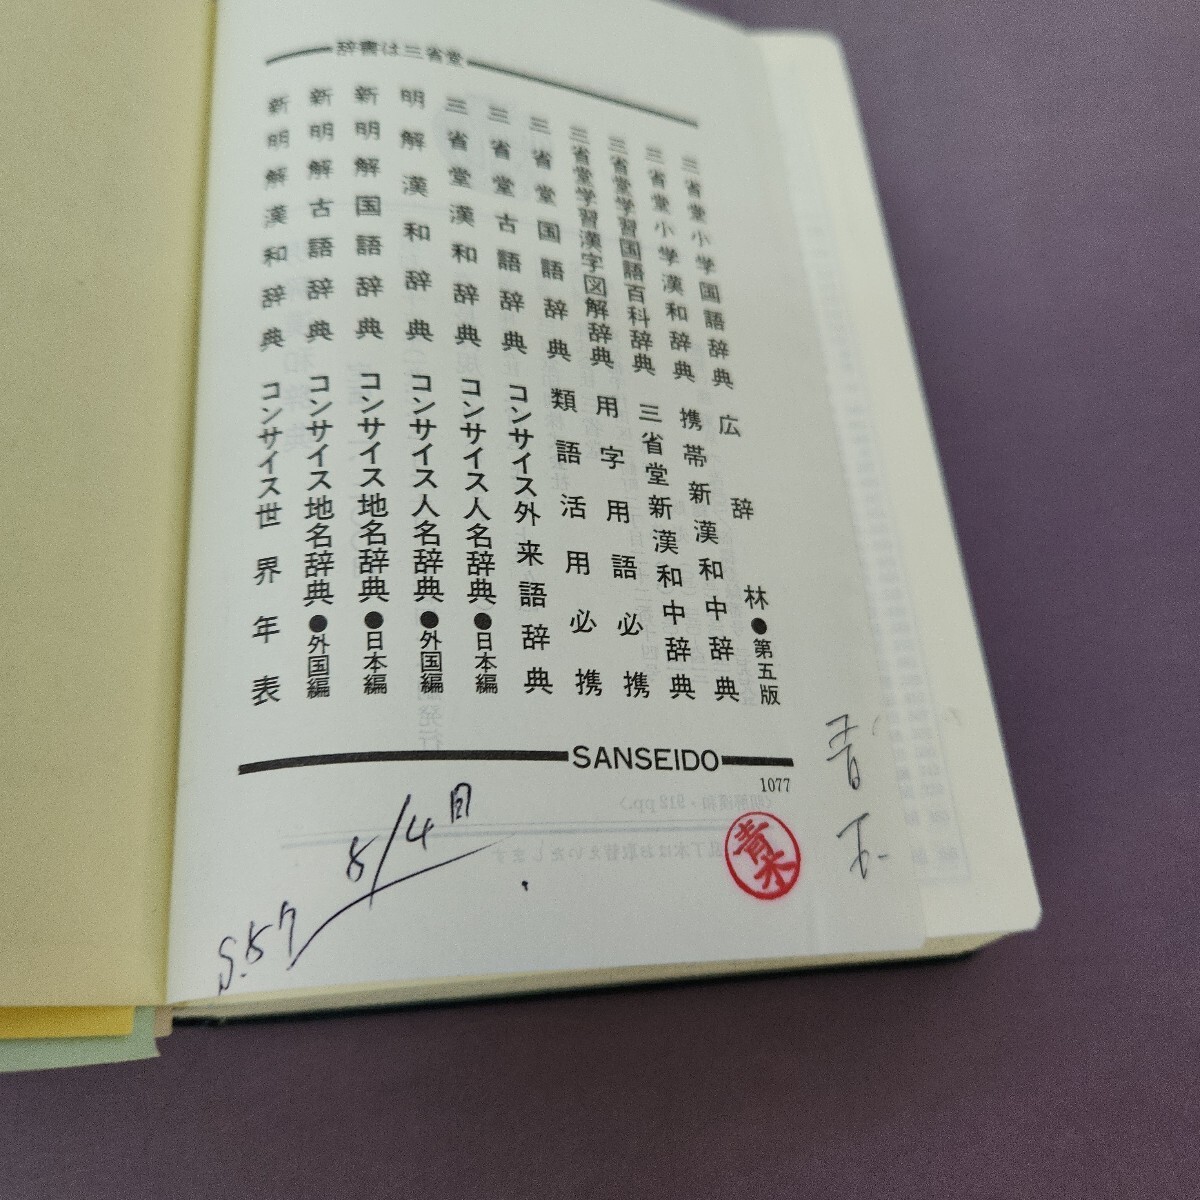 辞書は三省堂
三省堂小学国語辞典
三省堂小学漢和辞典
三省堂学習国語百科辞典
三省堂学習漢字図解辞典
三省堂国語辞典
三省堂古語辞典
三省堂漢和辞典
明解漢和辞典
新明解国語辞典
新明解古語辞典
新明解漢和辞典
広辞林●第五版
携帯新漢和中辞典
三省堂新漢和中辞典
用字用語必携
類語活用必携
コンサイス外来語辞典
コンサイス人名辞典●日本編
コンサイス人名辞典●外国編
コンサイス地名辞典●日本編
コンサイス地名辞典●外国編
コンサイス世界年表
SANSEIDO
1077
青木
S.57